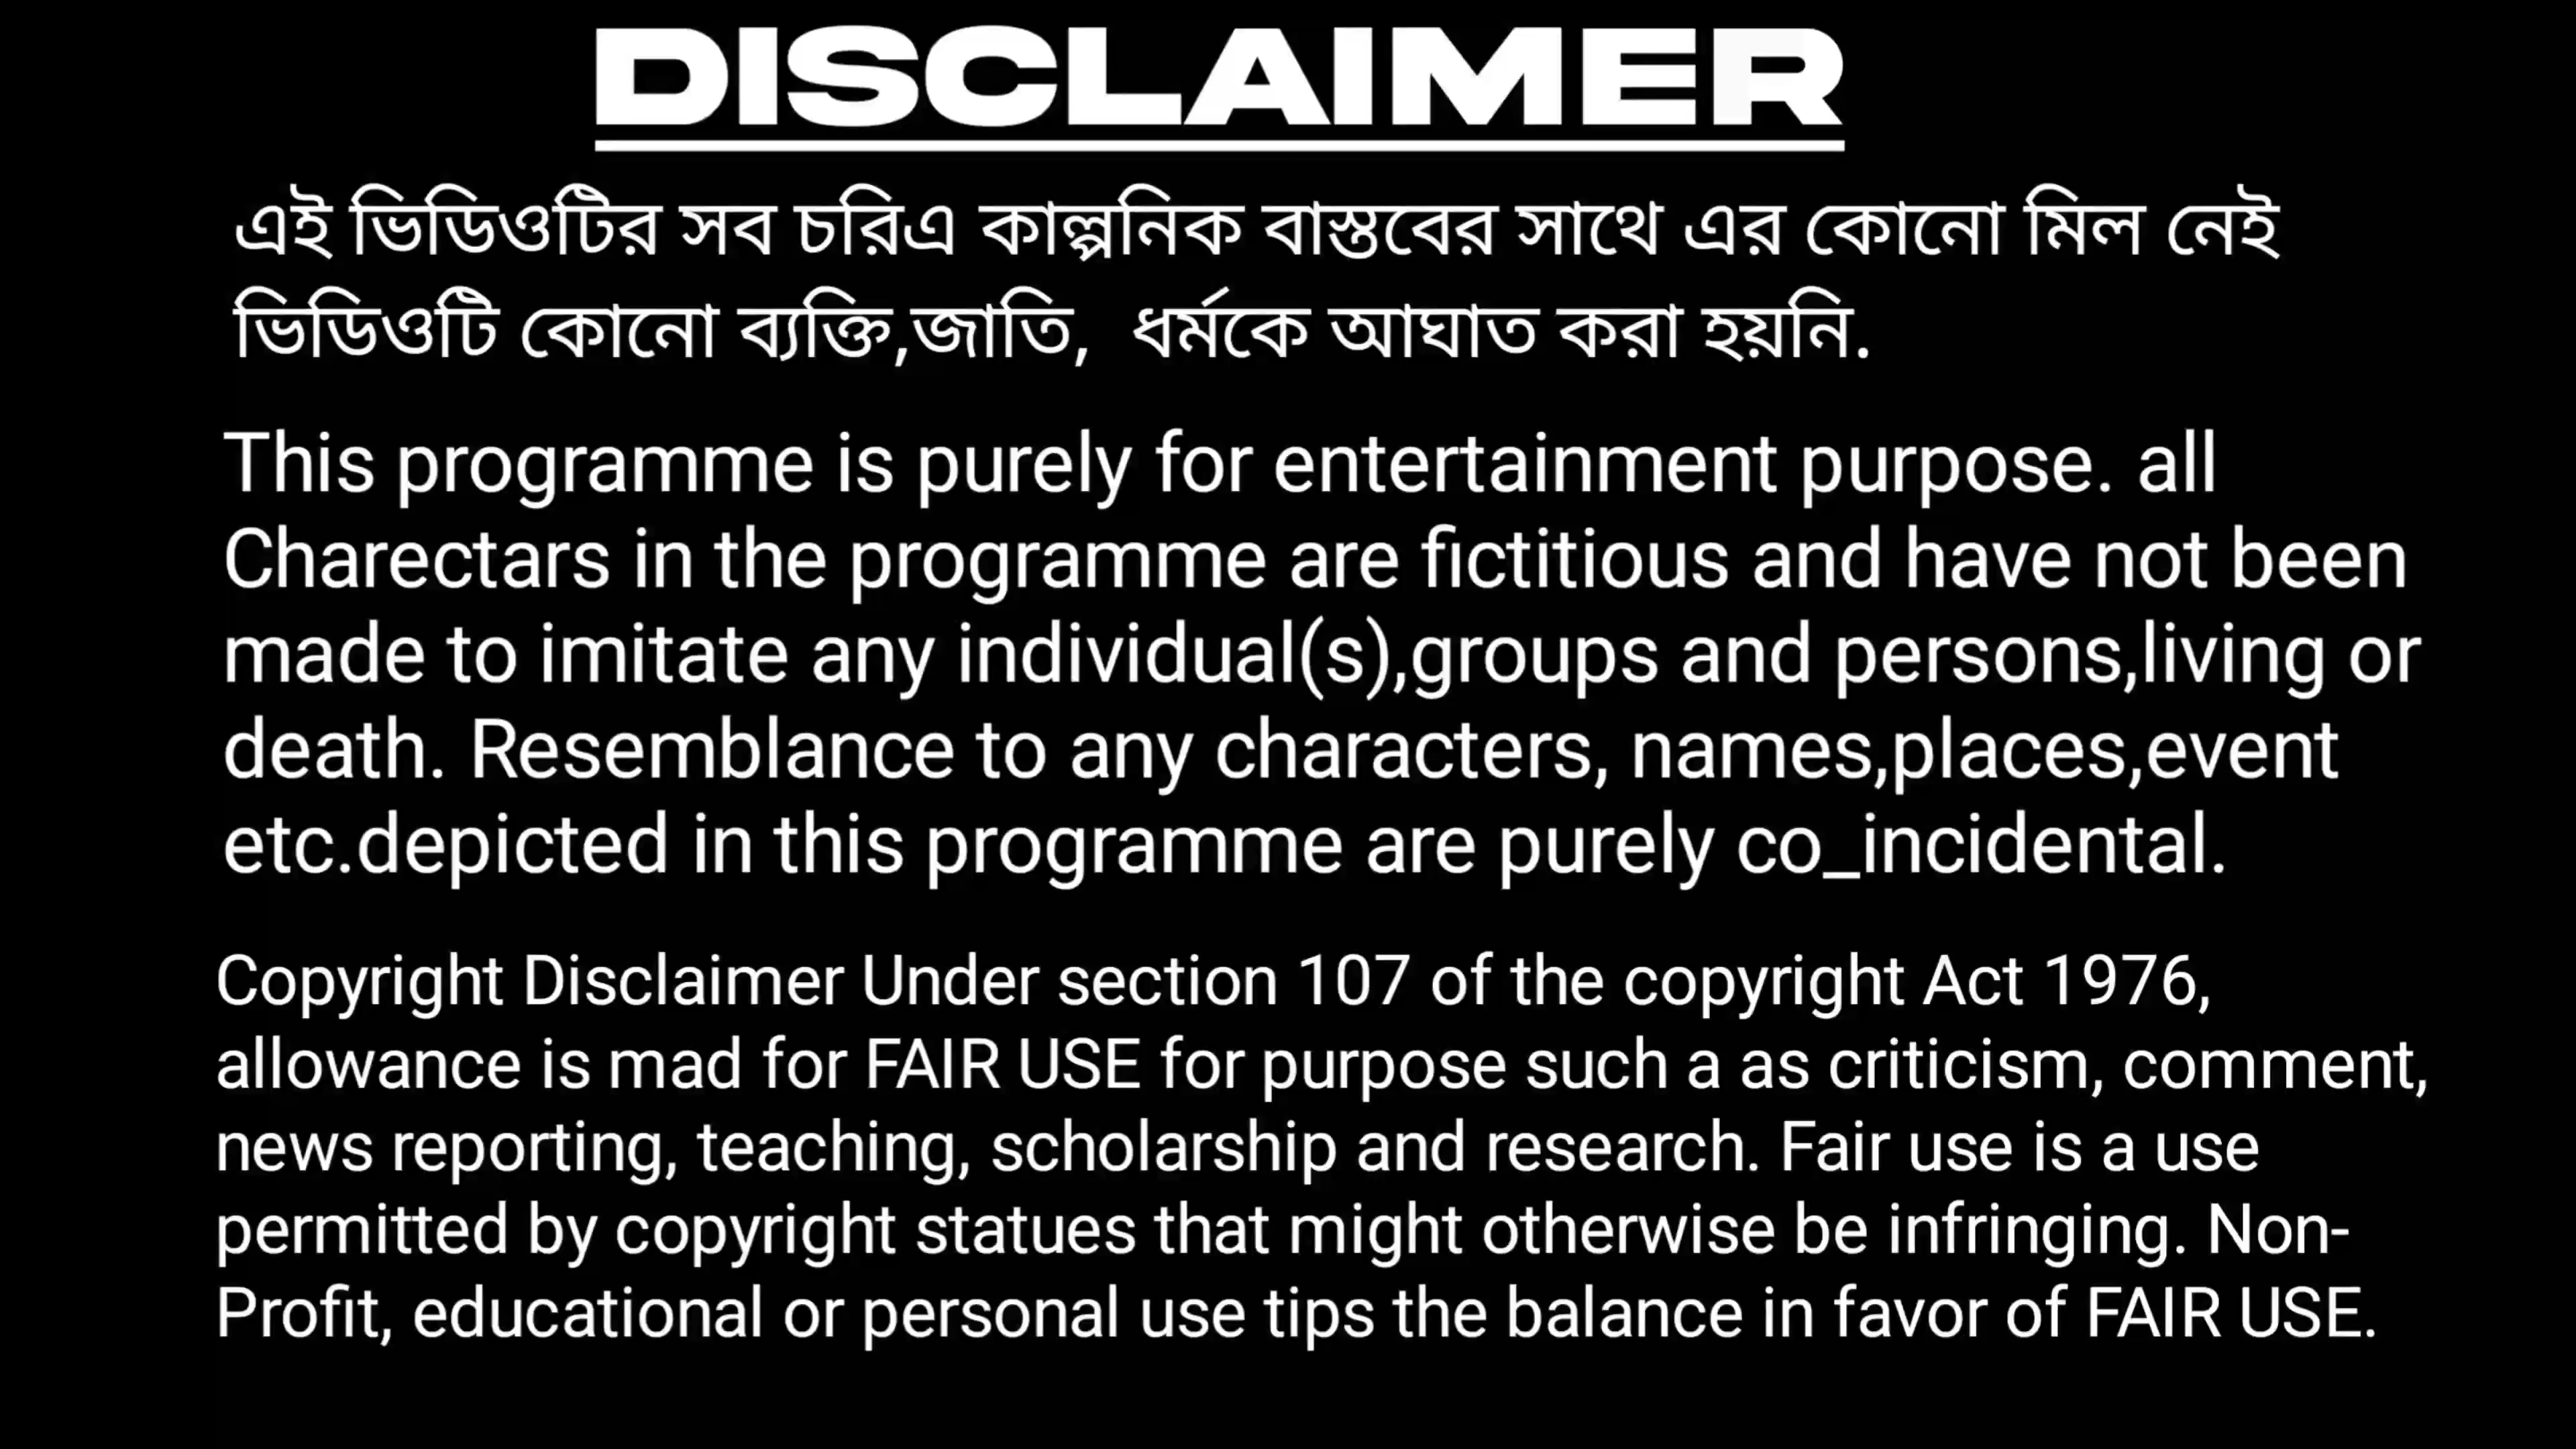 DISCLAIMER
এই ভিডিওটির সব চরিএ কাল্পনিক বাস্তবের সাথে এর কোনো মিল নেই
ভিডিওটি কোনো ব্যক্তি,জাতি, ধর্মকে আঘাত করা হয়নি.
This programme is purely for entertainment purpose. all
Charectars in the programme are fictitious and have not been
made to imitate any individual(s),groups and persons,living or
death. Resemblance to any characters, names,places,event
etc.depicted in this programme are purely co_incidental.
Copyright Disclaimer Under section 107 of the copyright Act 1976,
allowance is mad for FAIR USE for purpose such a as criticism, comment,
news reporting, teaching, scholarship and research. Fair use is a use
permitted by copyright statues that might otherwise be infringing. Non-
Profit, educational or personal use tips the balance in favor of FAIR USE.